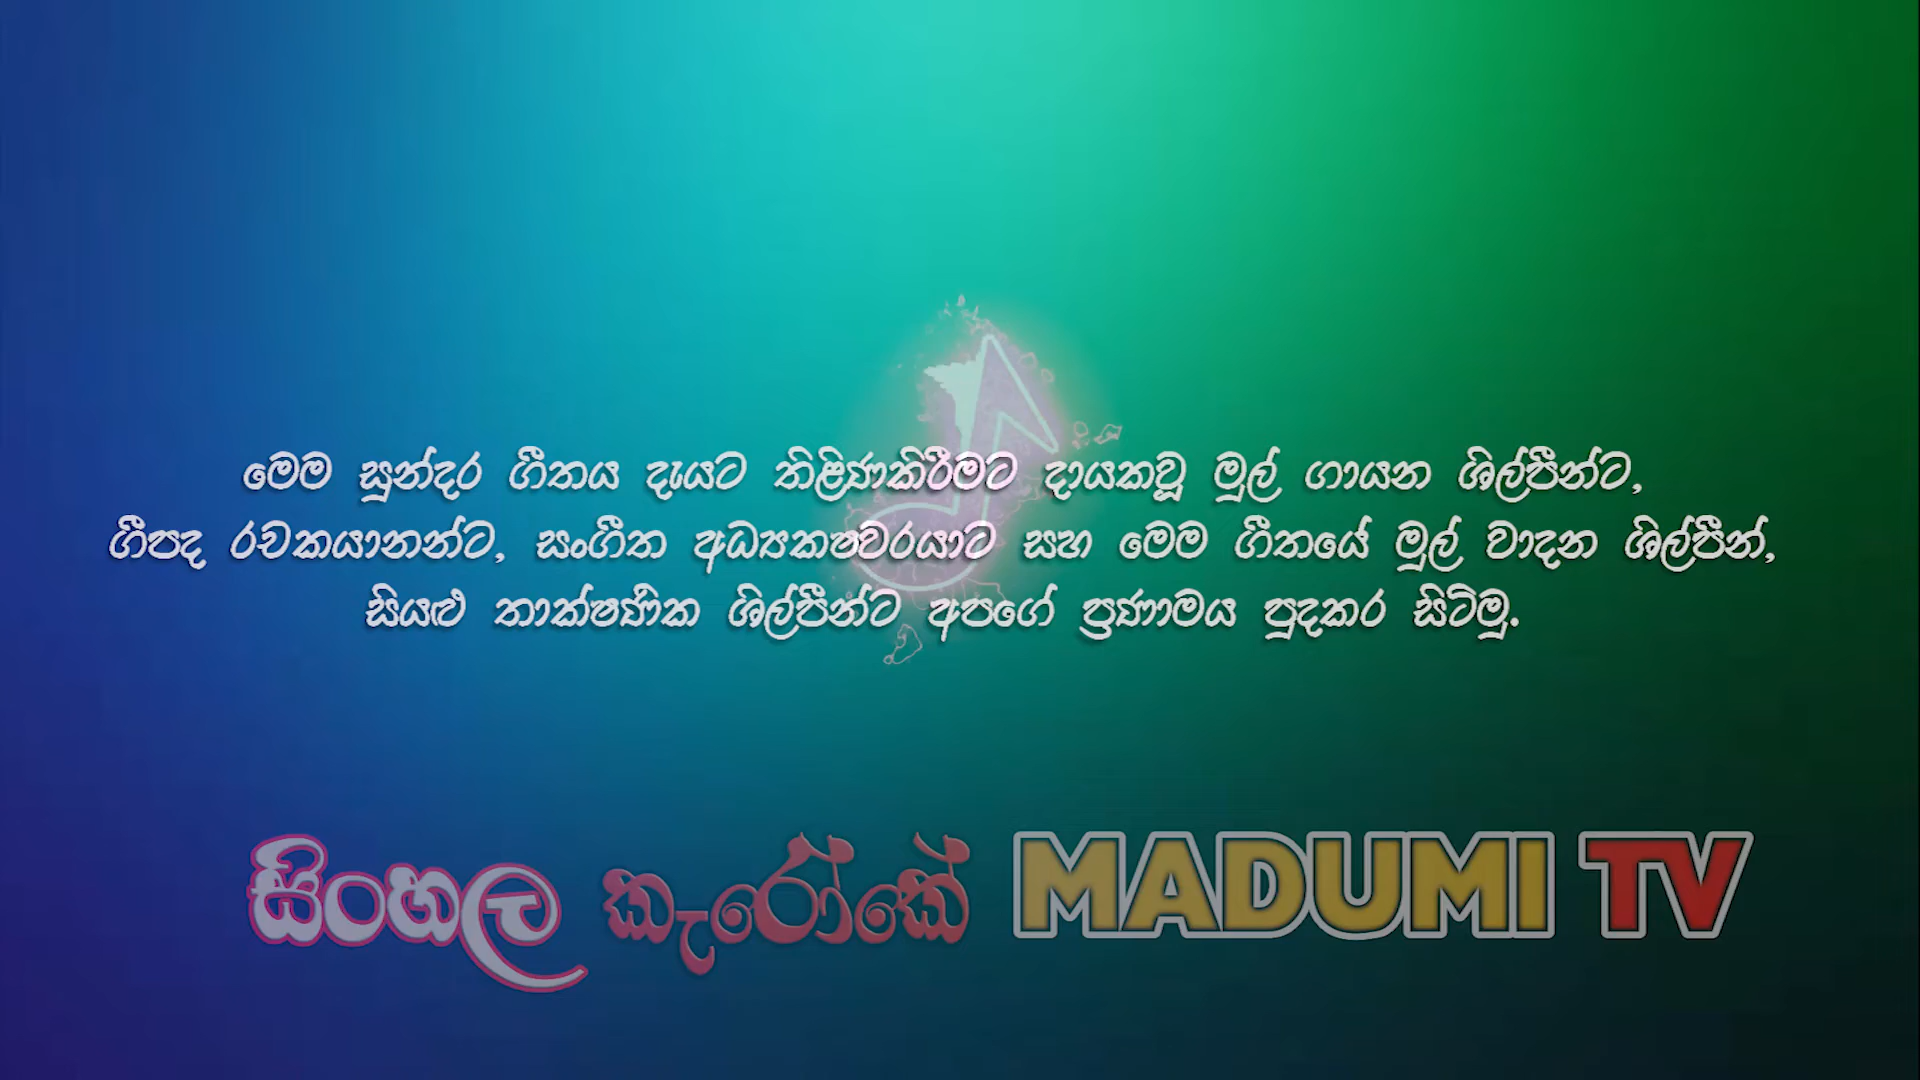 මෙම සුන්දර ගීතය දැයට තිළිණකිරීමට දායකවූ මුල් ගායන ශිල්පීන්ට,
ගීපද රචකයානන්ට, සංගීත අධ්‍යක්‍ෂවරයාට සහ මෙම ගීතයේ මුල් වාදන ශිල්පීන්,
සියළු තාක්ෂණික ශිල්පීන්ට අපගේ ප්‍රණාමය පුදකර සිටිමු.
සිංහල කැරෝකේ MADUMI TV